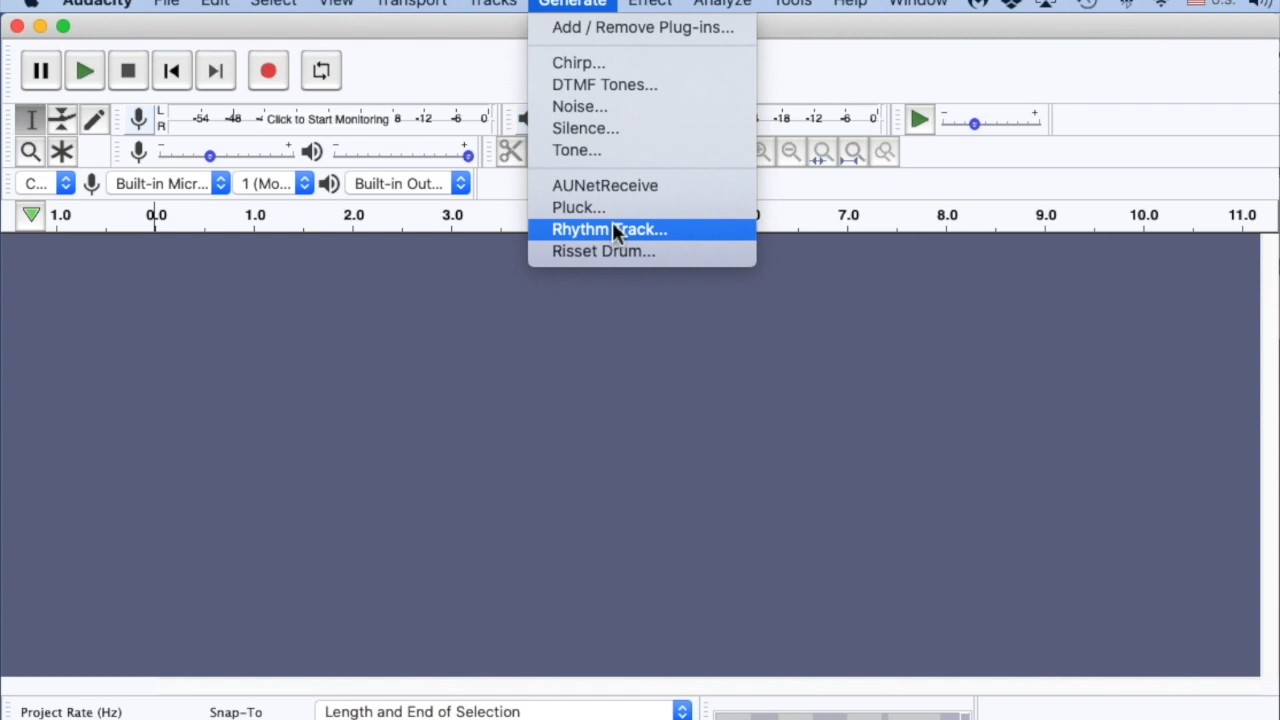 Audacity File Edit Select View Transport Tracks Generate Effect Analyze Tools Help Window U.S.
Add / Remove Plug-ins...
Chirp...
DTMF Tones...
Noise...
Silence...
Tone...
AUNetReceive
Pluck...
Rhythm Track...
Risset Drum...
L
R
-54 -48 - Click to Start Monitoring 8 -12 -6 0
-18 -12 -6 0
- + - + - +
C... Built-in Micr... 1 (Mo... Built-in Out...
1.0 0.0 1.0 2.0 3.0 7.0 8.0 9.0 10.0 11.0
Project Rate (Hz) Snap-To Length and End of Selection